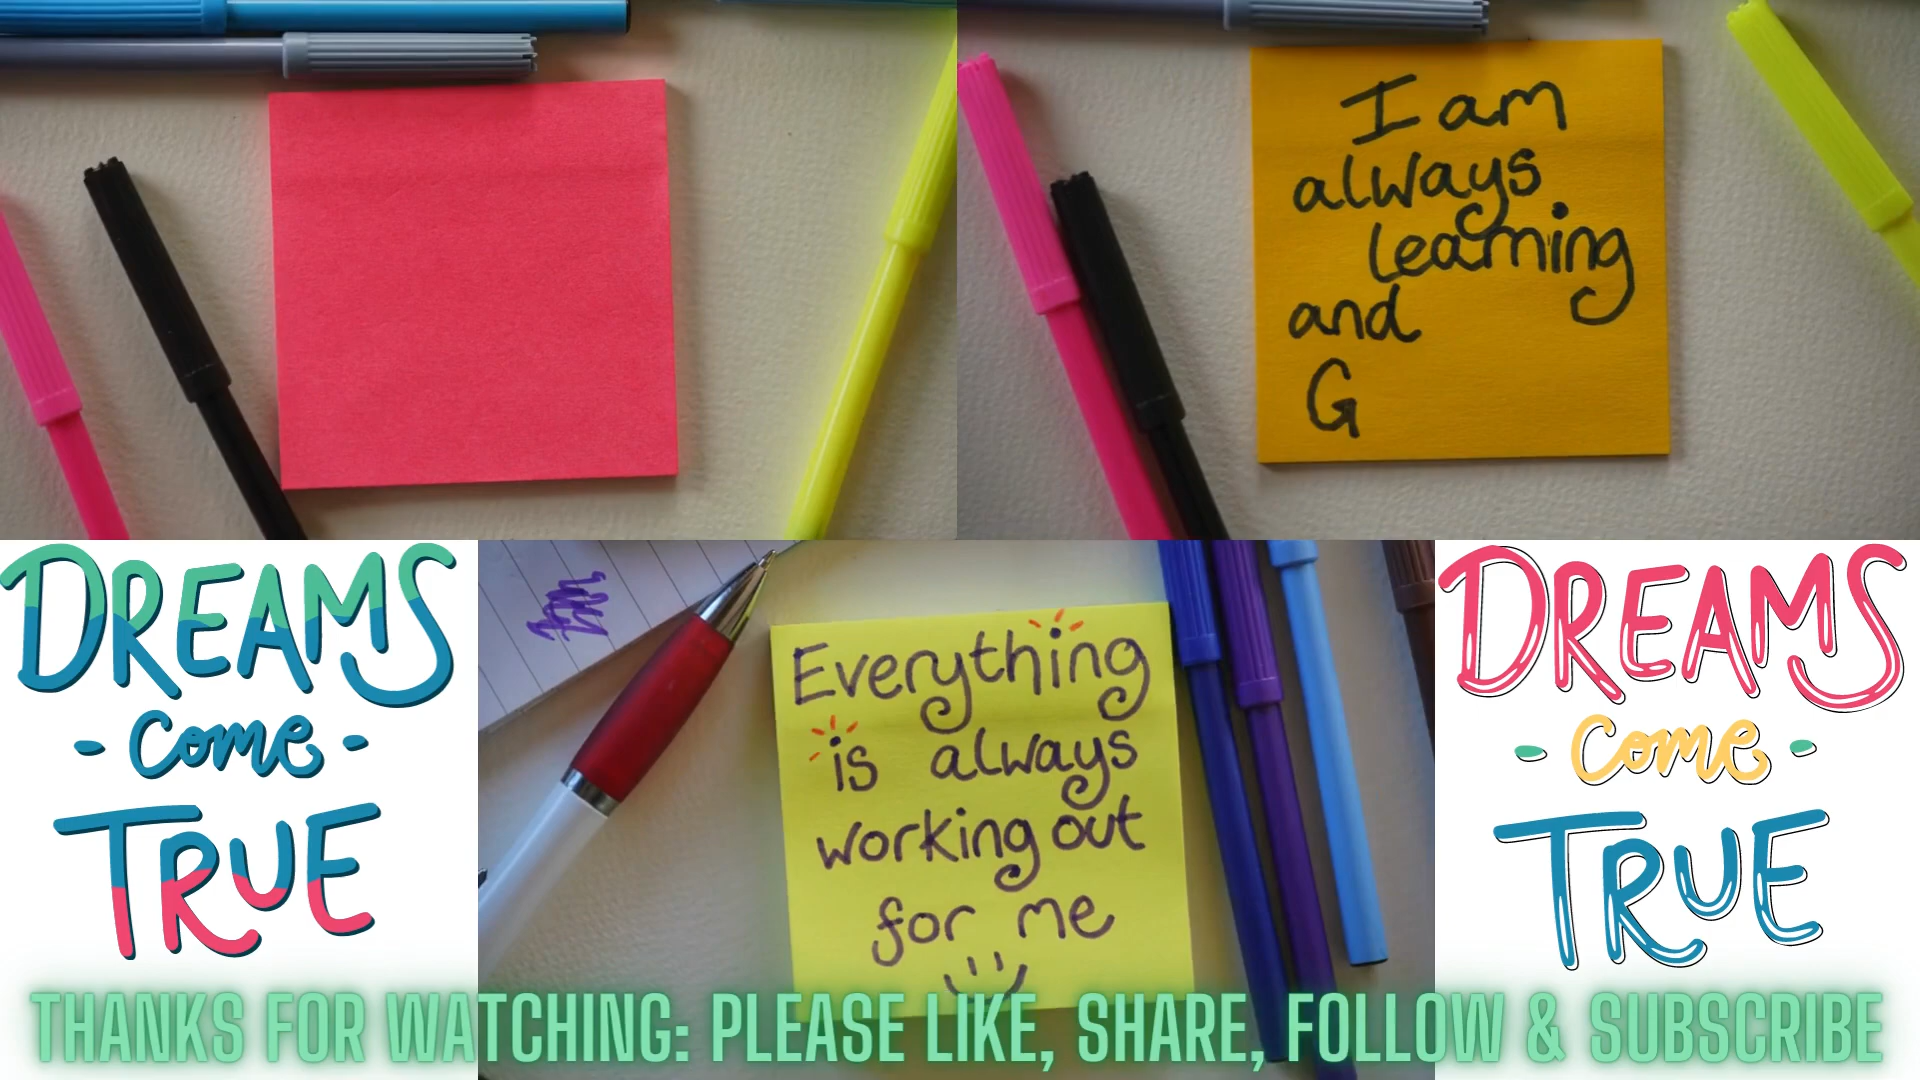 I am
always
learning
and
G
DREAMS
- come -
TRUE
Everything
is always
working out
for me
DREAMS
- come -
TRUE
THANKS FOR WATCHING: PLEASE LIKE, SHARE, FOLLOW & SUBSCRIBE